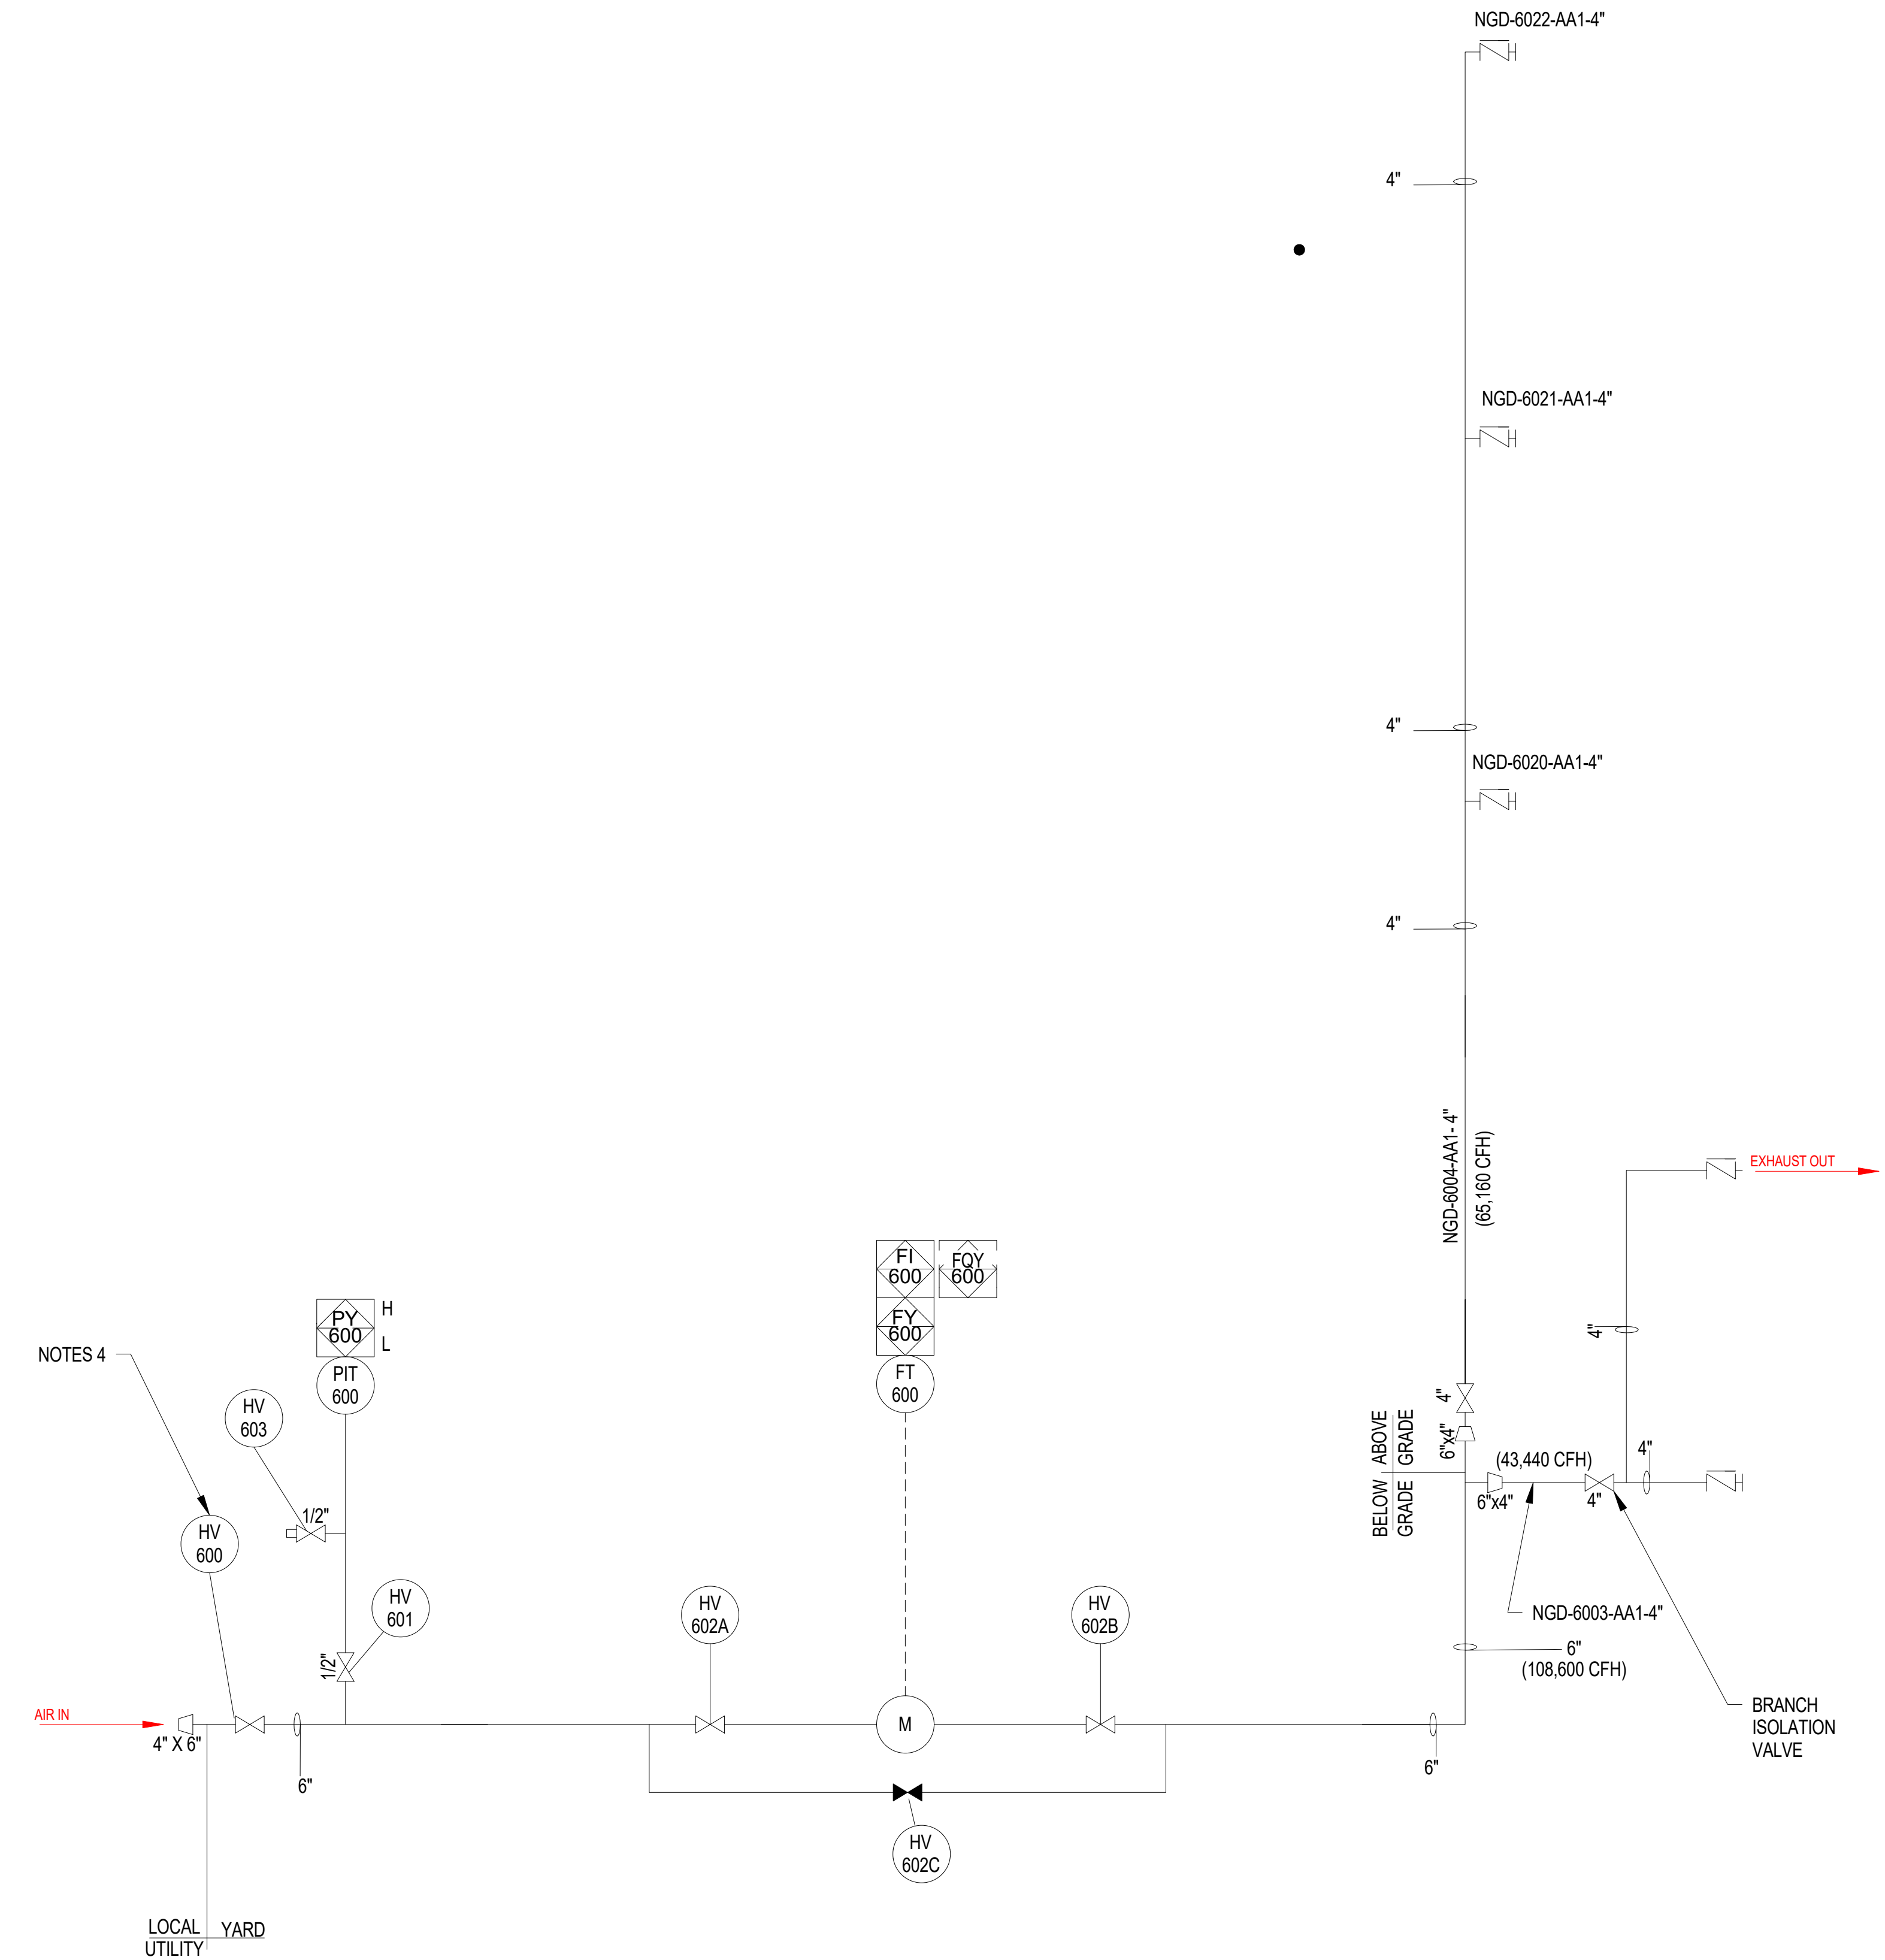 NGD-6022-AA1-4"
4"
NGD-6021-AA1-4"
4"
NGD-6020-AA1-4"
4"
NGD-6004-AA1- 4"
(65,160 CFH)
EXHAUST OUT
4"
FI
600
FQY
600
FY
600
FT
600
PY
600
H
L
PIT
600
NOTES 4
HV
603
1/2"
HV
600
HV
601
1/2"
HV
602A
HV
602B
4"
6"x4"
ABOVE
GRADE
BELOW
GRADE
(43,440 CFH)
4"
6"x4"
4"
NGD-6003-AA1-4"
6"
(108,600 CFH)
BRANCH
ISOLATION
VALVE
AIR IN
4" X 6"
6"
M
6"
HV
602C
LOCAL
UTILITY
YARD